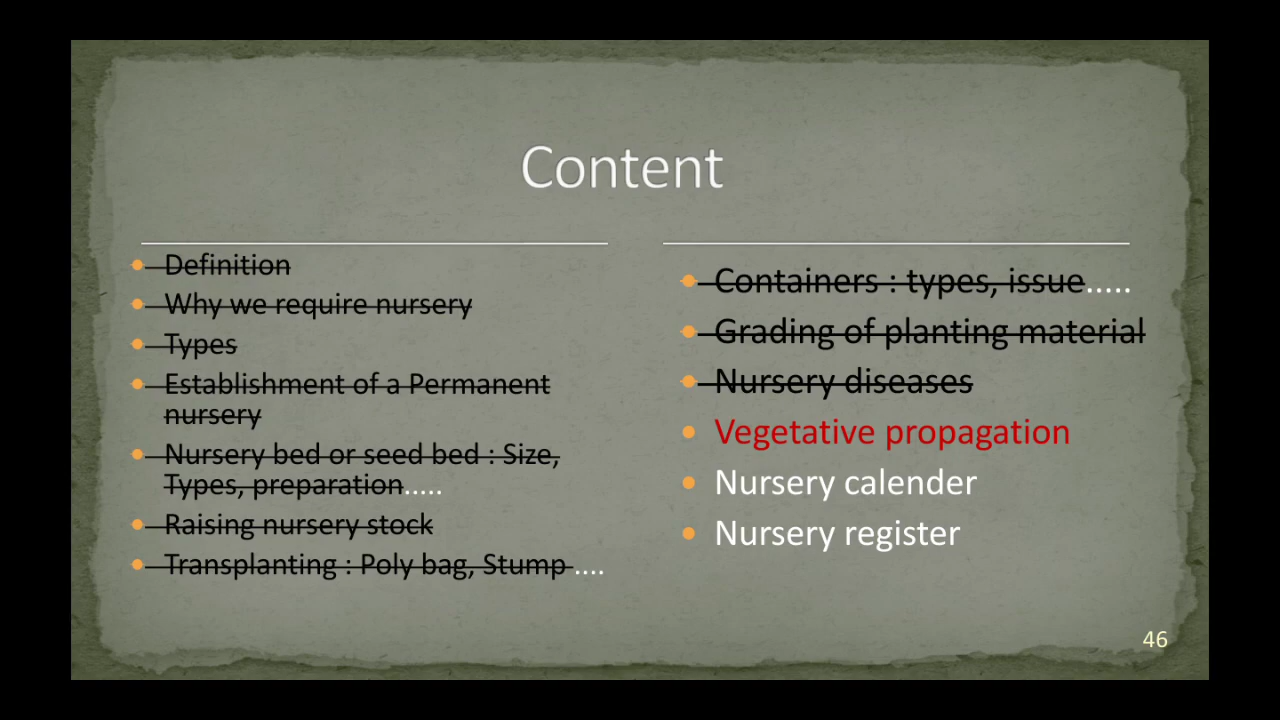 Content
Definition
Why we require nursery
Types
Establishment of a Permanent
nursery
Nursery bed or seed bed : Size,
Types, preparation.....
Raising nursery stock
Transplanting : Poly bag, Stump ....
Containers : types, issue.....
Grading of planting material
Nursery diseases
Vegetative propagation
Nursery calender
Nursery register
46